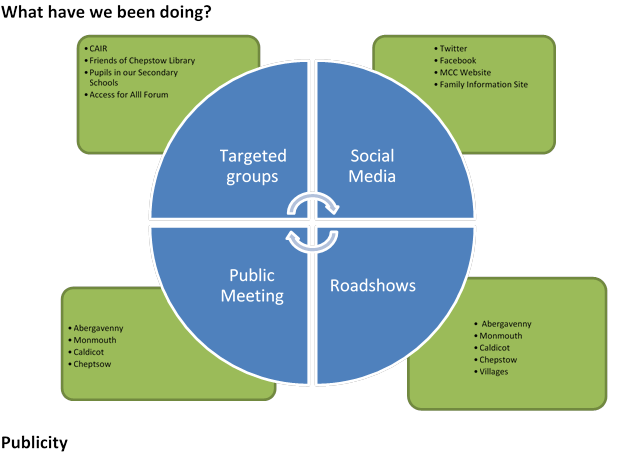 What have we been doing?
• CAIR
• Friends of Chepstow Library
• Pupils in our Secondary
Schools
• Access for Alll Forum
• Twitter
• Facebook
• MCC Website
• Family Information Site
Targeted
groups
Social
Media
Public
Meeting
Roadshows
• Abergavenny
• Monmouth
• Caldicot
• Cheptsow
• Abergavenny
• Monmouth
• Caldicot
• Chepstow
• Villages
Publicity